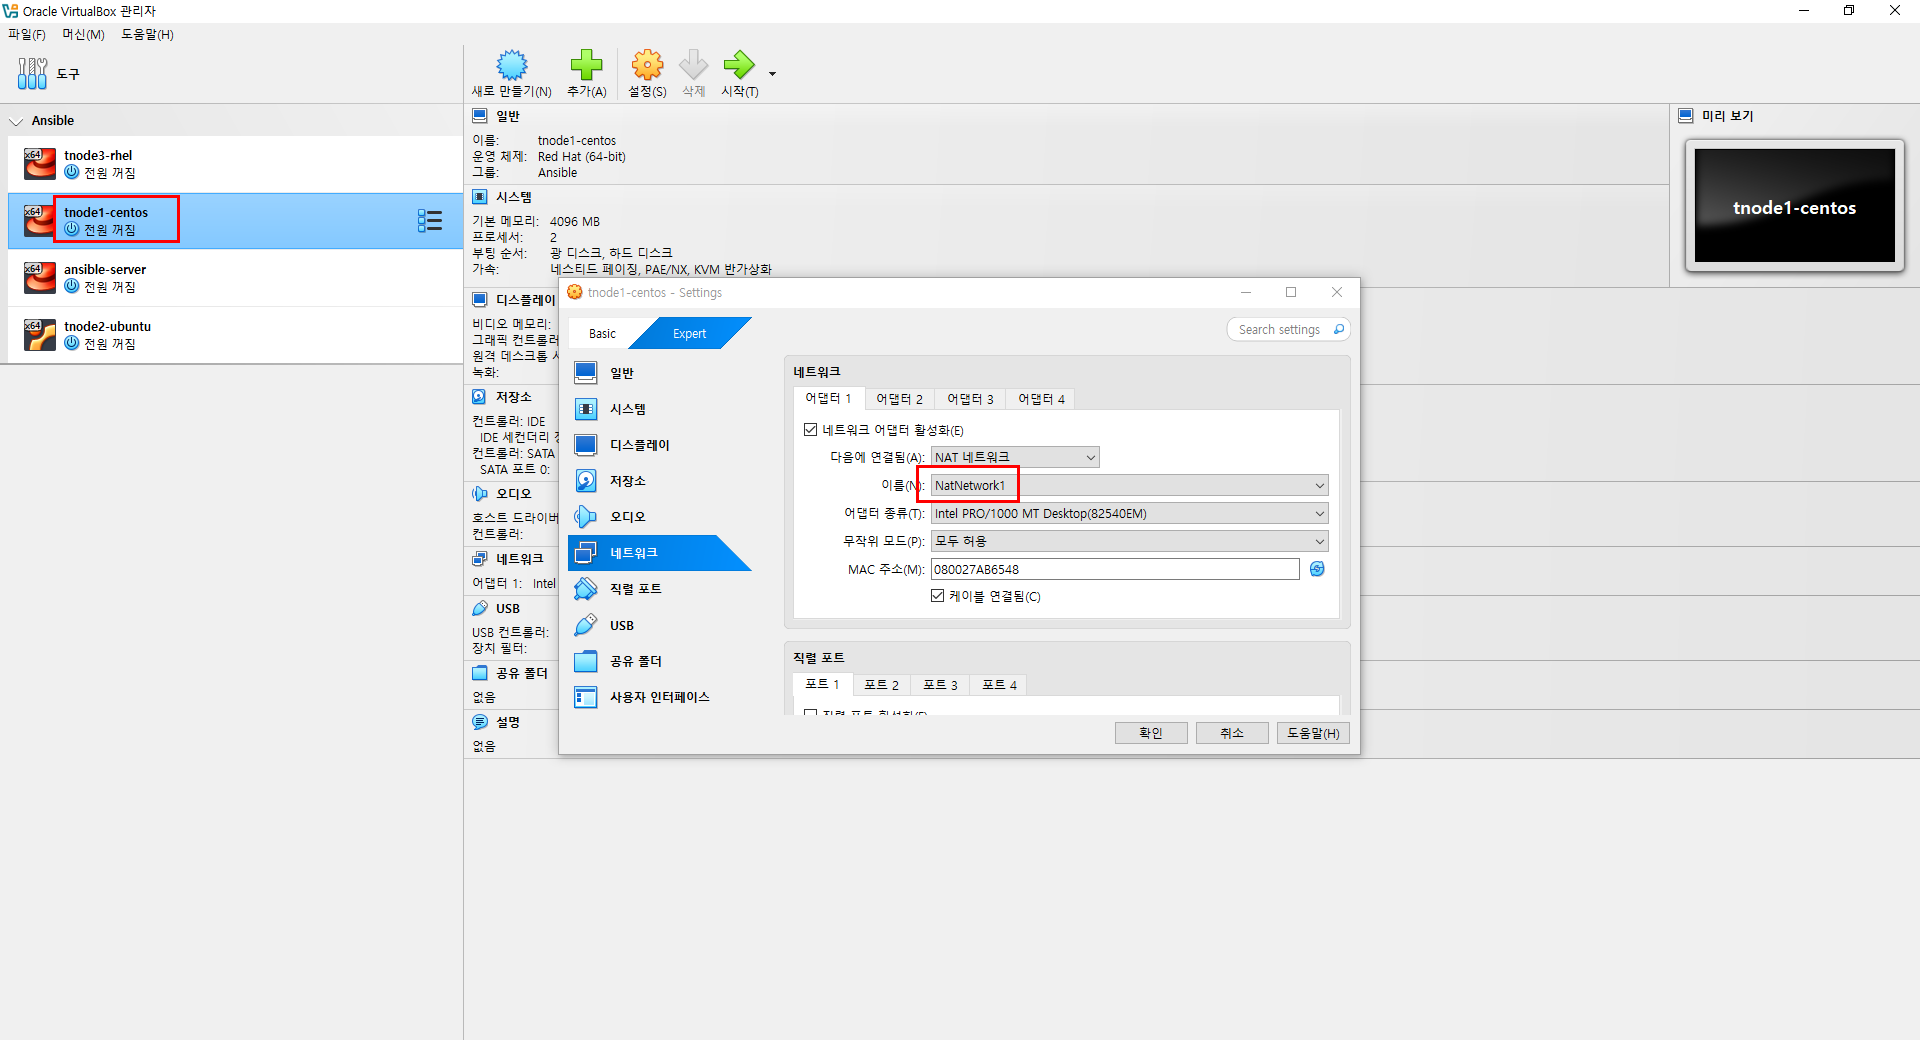 Oracle VirtualBox 관리자
파일(F) 머신(M) 도움말(H)
도구
새로 만들기(N) 추가(A) 설정(S) 삭제 시작(T)
Ansible
x64 tnode3-rhel
전원 꺼짐
x64 tnode1-centos
전원 꺼짐
x64 ansible-server
전원 꺼짐
x64 tnode2-ubuntu
전원 꺼짐
일반
이름: tnode1-centos
운영 체제: Red Hat (64-bit)
그룹: Ansible
시스템
기본 메모리: 4096 MB
프로세서: 2
부팅 순서: 광 디스크, 하드 디스크
가속: 네스티드 페이징, PAE/NX, KVM 반가상화
디스플레이
비디오 메모리:
그래픽 컨트롤러
원격 데스크톱
녹화:
저장소
컨트롤러: IDE
IDE 세컨더리
컨트롤러: SATA
SATA 포트 0:
오디오
호스트 드라이버
컨트롤러:
네트워크
어댑터 1: Intel
USB
USB 컨트롤러:
장치 필터:
공유 폴더
없음
설명
없음
미리 보기
tnode1-centos
tnode1-centos - Settings
Basic Expert
Search settings
일반
시스템
디스플레이
저장소
오디오
네트워크
직렬 포트
USB
공유 폴더
사용자 인터페이스
네트워크
어댑터 1 어댑터 2 어댑터 3 어댑터 4
네트워크 어댑터 활성화(E)
다음에 연결됨(A): NAT 네트워크
이름(N): NatNetwork1
어댑터 종류(T): Intel PRO/1000 MT Desktop(82540EM)
무작위 모드(P): 모두 허용
MAC 주소(M): 080027AB6548
케이블 연결됨(C)
직렬 포트
포트 1 포트 2 포트 3 포트 4
확인 취소 도움말(H)